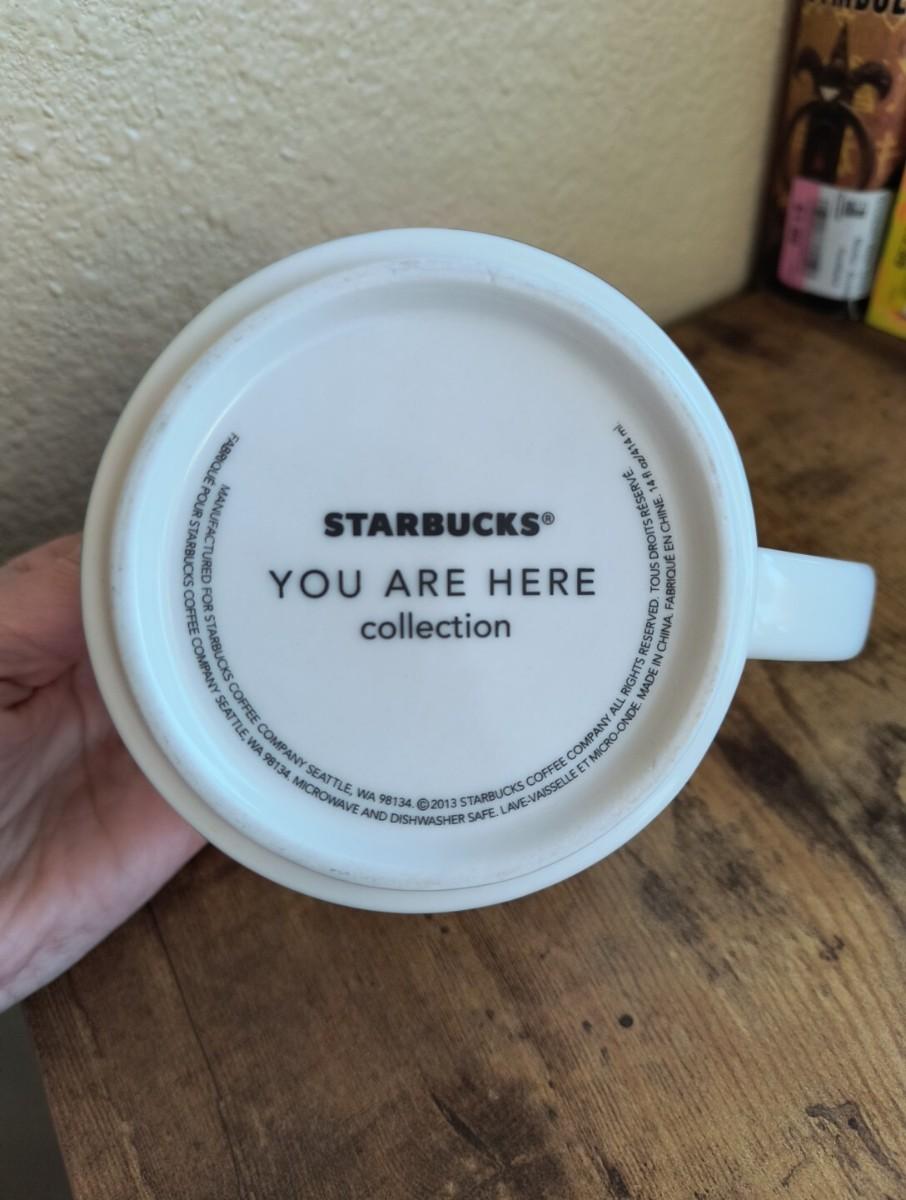 STARBUCKS®
YOU ARE HERE
collection
MANUFACTURED FOR STARBUCKS COFFEE COMPANY SEATTLE, WA 98134. ©2013 STARBUCKS COFFEE COMPANY ALL RIGHTS RESERVED. TOUS DROITS RÉSERVÉ.
FABRIQUÉ POUR STARBUCKS COFFEE COMPANY SEATTLE, WA 98134. MICROWAVE AND DISHWASHER SAFE. LAVE-VAISSELLE ET MICRO-ONDE. MADE IN CHINA. FABRIQUÉ EN CHINE. 14 fl oz/414 ml.